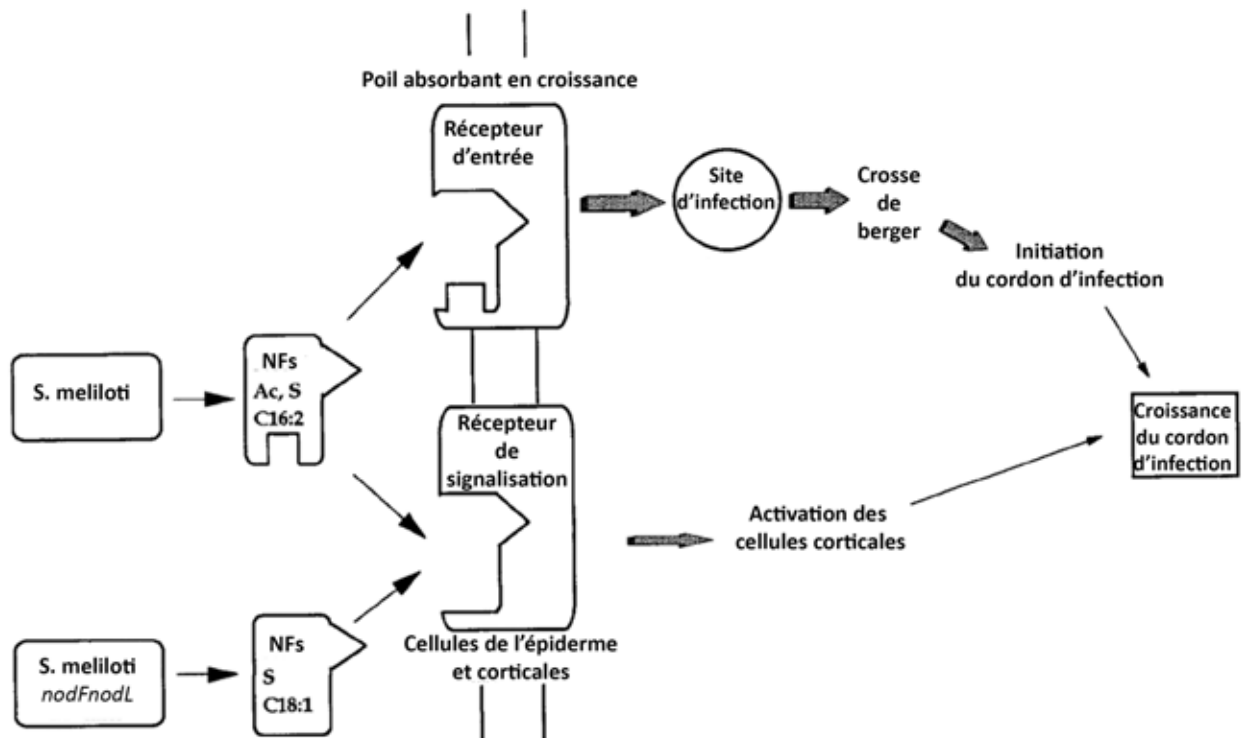 Poil absorbant en croissance
Récepteur
d'entrée
Site
d'infection
Crosse
de
berger
Initiation
du cordon d'infection
NFs
Ac, S
C16:2
S. meliloti
Récepteur
de
signalisation
Croissance
du cordon
d'infection
Activation des
cellules corticales
Cellules de l'épiderme
et corticales
NFs
S
C18:1
S. meliloti
nodFnodL